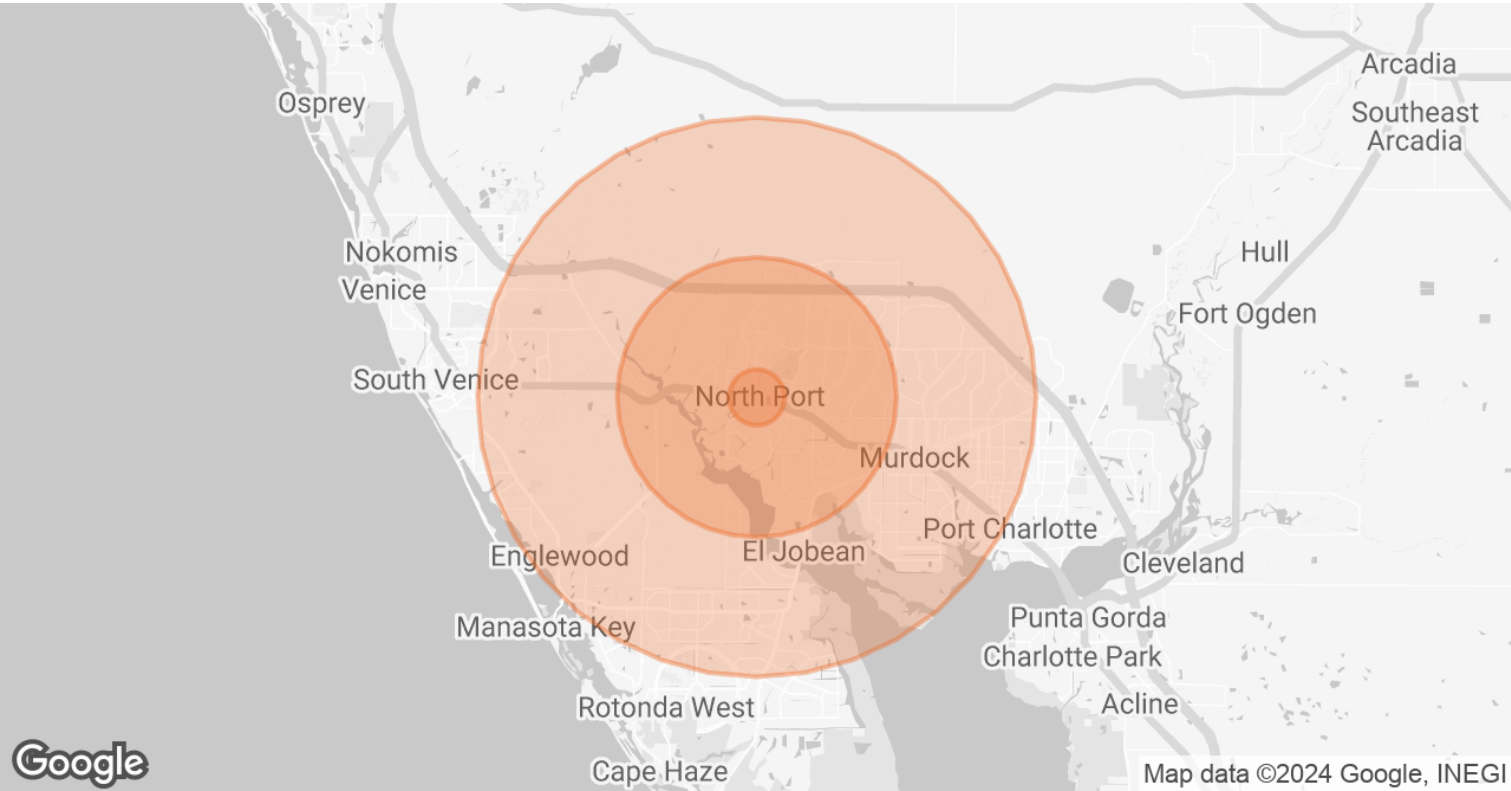 Arcadia
Osprey
Southeast
Arcadia
Nokomis
Hull
Venice
Fort Ogden
South Venice
North Port
Murdock
Port Charlotte
El Jobean
Englewood
Cleveland
Punta Gorda
Manasota Key
Charlotte Park
Acline
Rotonda West
Cape Haze
Google
Map data ©2024 Google, INEGI